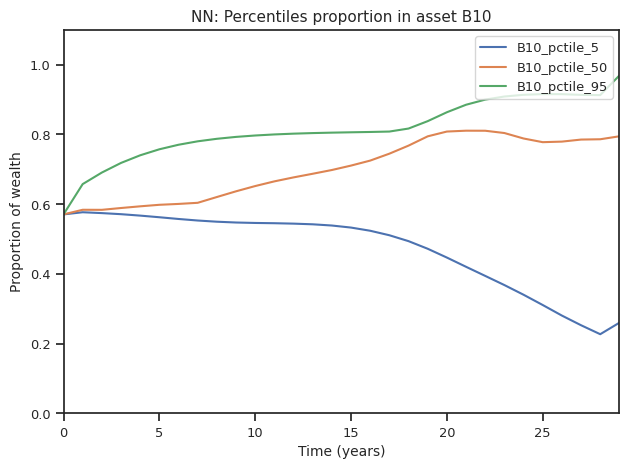 NN: Percentiles proportion in asset B10
B10_pctile_5
B10_pctile_50
B10_pctile_95
Proportion of wealth
1.0
0.8
0.6
0.4
0.2
0.0
0 5 10 15 20 25
Time (years)